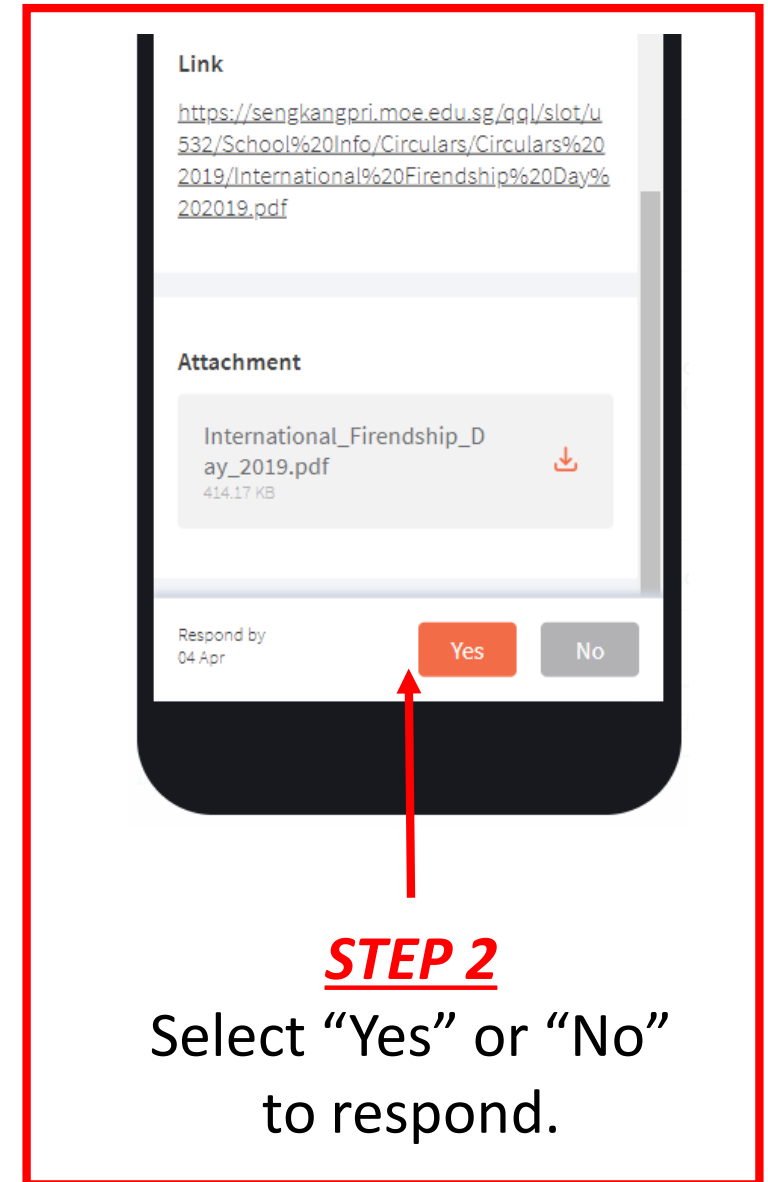 Link
https://sengkangpri.moe.edu.sg/qql/slot/u
532/School%20Info/Circulars/Circulars%20
2019/International%20Firendship%20Day%
202019.pdf
Attachment
International_Firendship_D
ay_2019.pdf
414.17 KB
Respond by
04 Apr
Yes
No
STEP 2
Select “Yes” or “No”
to respond.